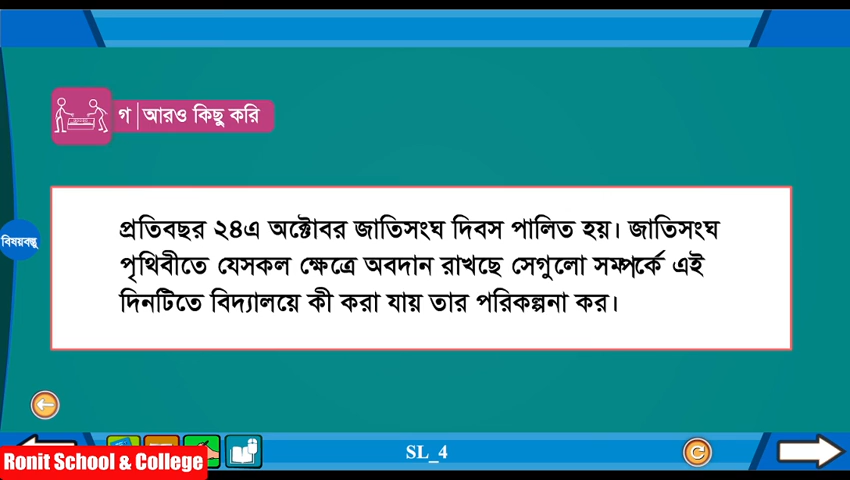 গ আরও কিছু করি
প্রতিবছর ২৪এ অক্টোবর জাতিসংঘ দিবস পালিত হয়। জাতিসংঘ
পৃথিবীতে যেসকল ক্ষেত্রে অবদান রাখছে সেগুলো সম্পর্কে এই
দিনটিতে বিদ্যালয়ে কী করা যায় তার পরিকল্পনা কর।
বিষয়বস্তু
SL_4
Ronit School & College